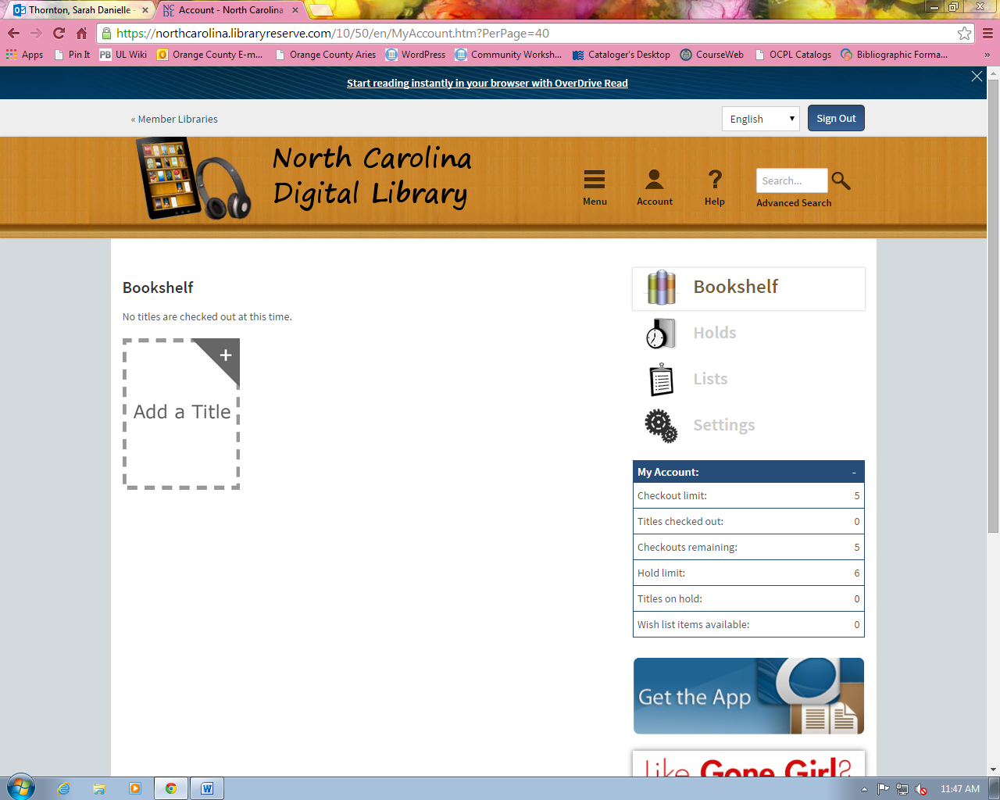 Thornton, Sarah Danielle -
Account - North Carolina
https://northcarolina.libraryreserve.com/10/50/en/MyAccount.htm?PerPage=40
Apps Pin It UL Wiki Orange County E-m... Orange County Aries WordPress Community Worksh... Cataloger's Desktop CourseWeb OCPL Catalogs Bibliographic Forma... »
Start reading instantly in your browser with OverDrive Read
« Member Libraries
English
Sign Out
North Carolina
Digital Library
Menu
Account
Help
Search...
Advanced Search
Bookshelf
No titles are checked out at this time.
+
Add a Title
Bookshelf
Holds
Lists
Settings
My Account: -
Checkout limit: 5
Titles checked out: 0
Checkouts remaining: 5
Hold limit: 6
Titles on hold: 0
Wish list items available: 0
Get the App
like Gone Girl?
11:47 AM